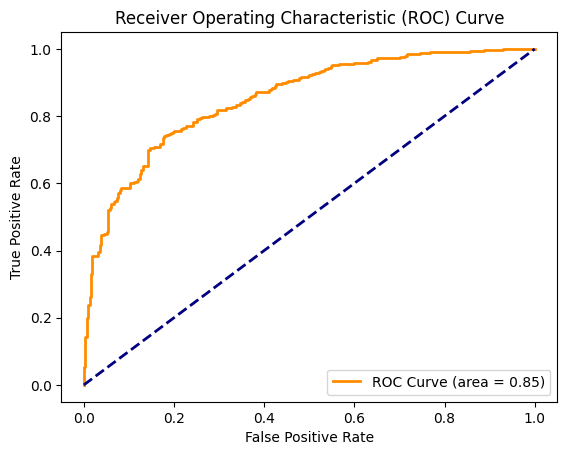 Receiver Operating Characteristic (ROC) Curve
True Positive Rate
1.0
0.8
0.6
0.4
0.2
0.0
ROC Curve (area = 0.85)
0.0 0.2 0.4 0.6 0.8 1.0
False Positive Rate